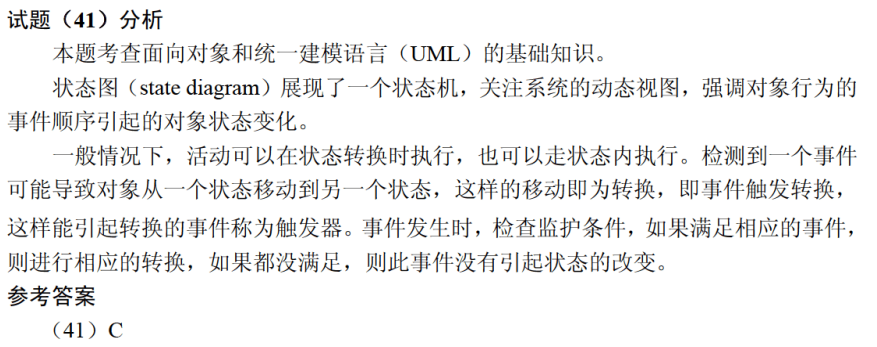 试题（41）分析
本题考查面向对象和统一建模语言（UML）的基础知识。
状态图（state diagram）展现了一个状态机，关注系统的动态视图，强调对象行为的
事件顺序引起的对象状态变化。
一般情况下，活动可以在状态转换时执行，也可以走状态内执行。检测到一个事件
可能导致对象从一个状态移动到另一个状态，这样的移动即为转换，即事件触发转换，
这样能引起转换的事件称为触发器。事件发生时，检查监护条件，如果满足相应的事件，
则进行相应的转换，如果都没满足，则此事件没有引起状态的改变。
参考答案
（41）C